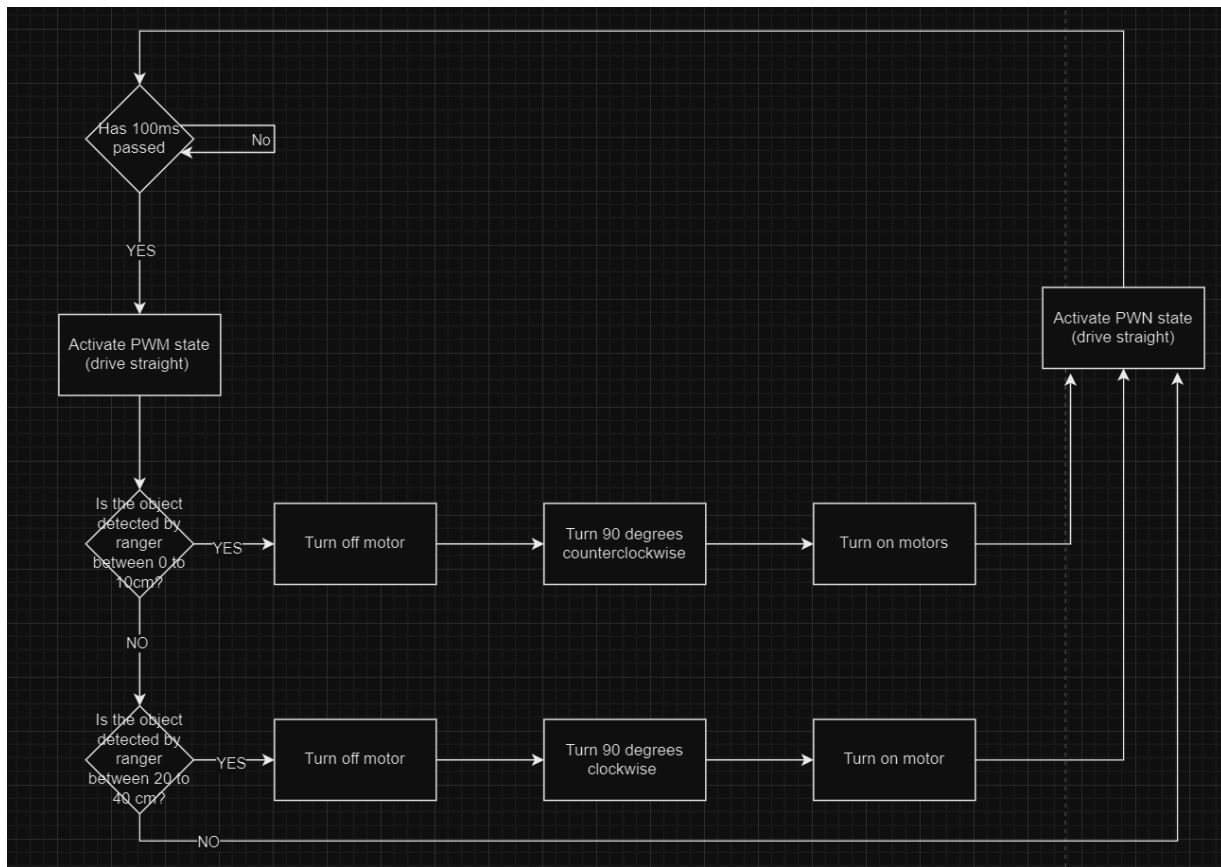 Has 100ms
passed
No
YES
Activate PWM state
(drive straight)
Activate PWN state
(drive straight)
Is the object
detected by
ranger
between 0 to
10cm?
YES
Turn off motor
Turn 90 degrees
counterclockwise
Turn on motors
NO
Is the object
detected by
ranger
between 20 to
40 cm?
YES
Turn off motor
Turn 90 degrees
clockwise
Turn on motor
NO